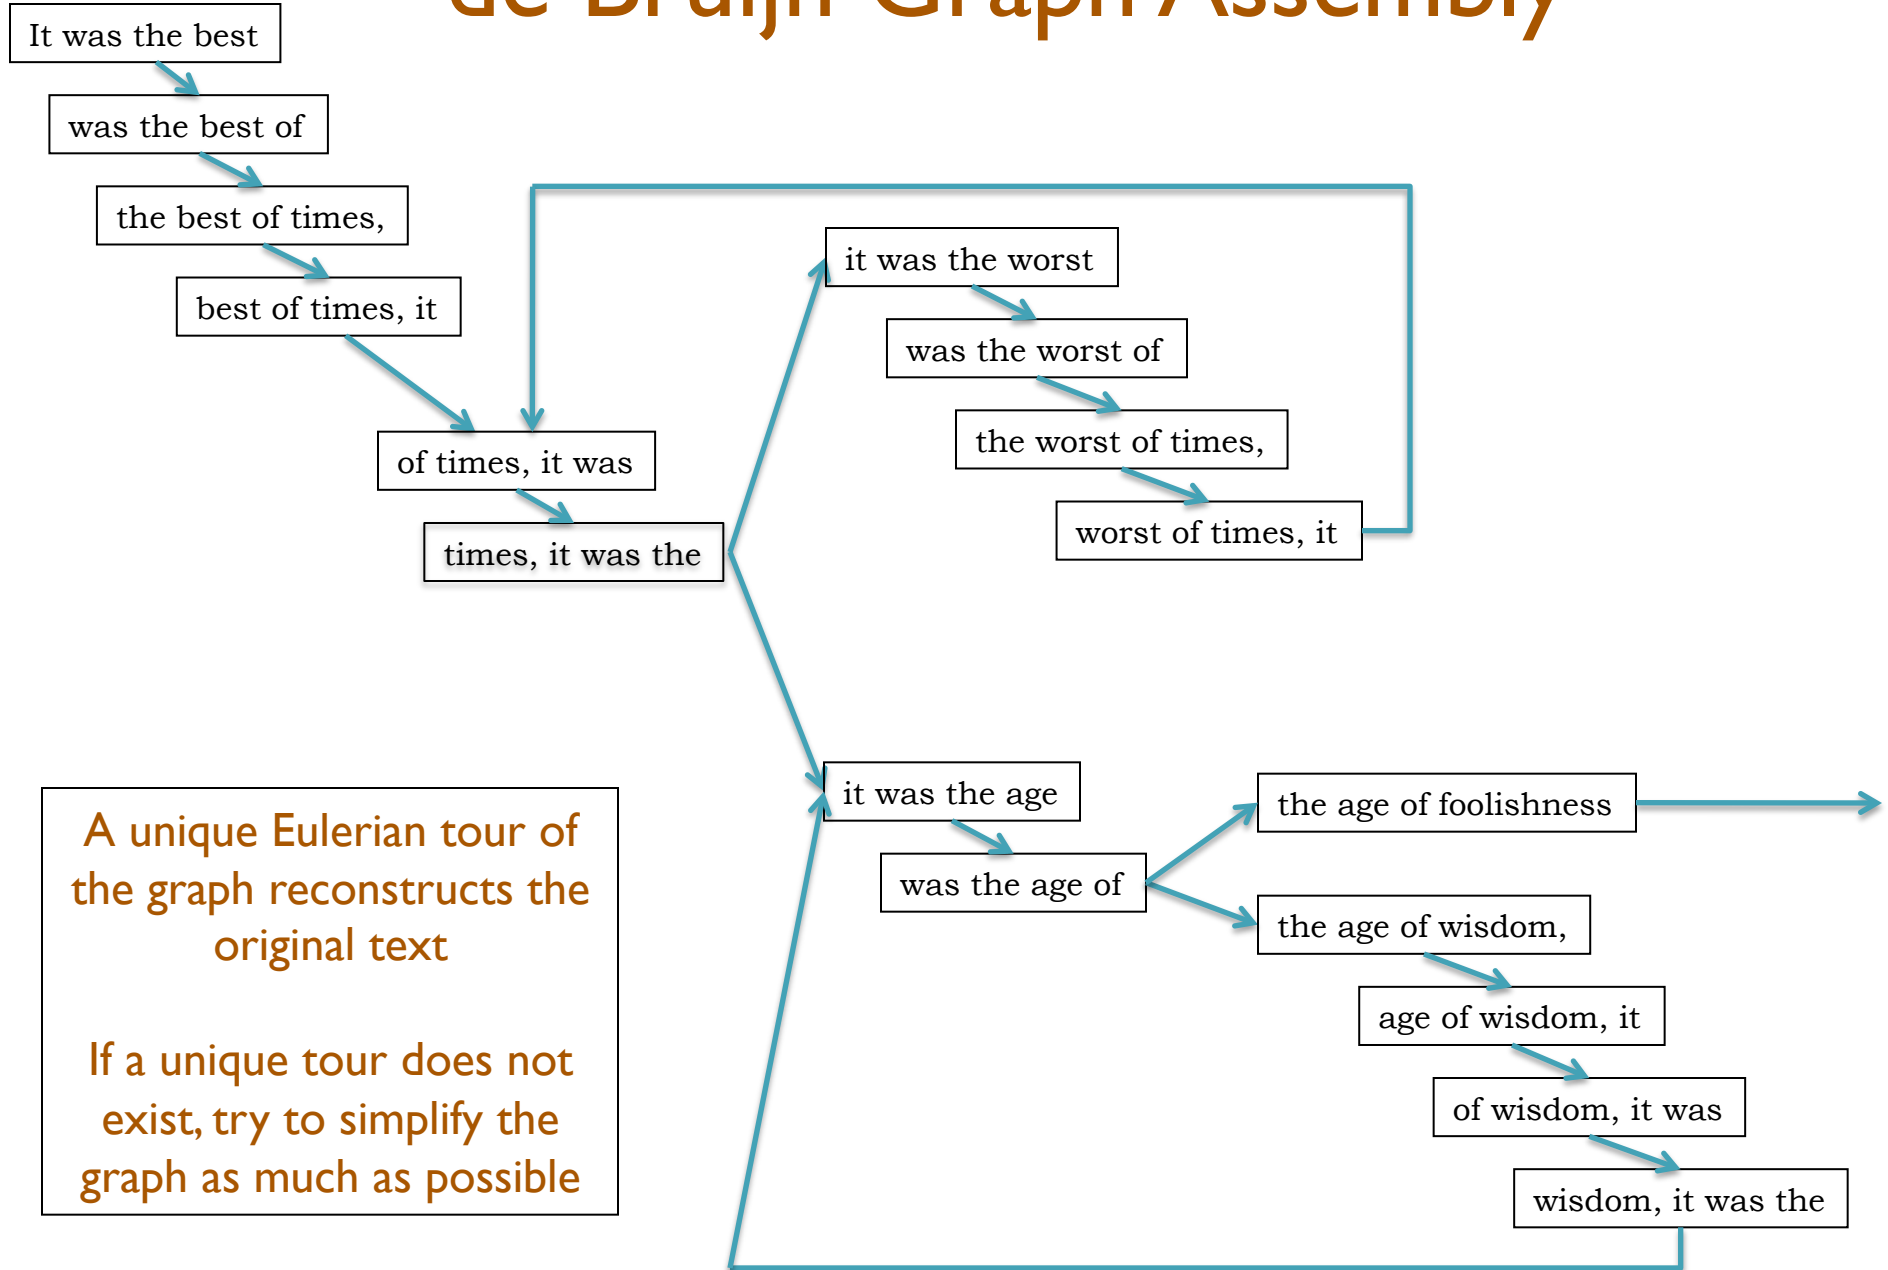 de Bruijn Graph Assembly
It was the best
was the best of
the best of times,
best of times, it
of times, it was
times, it was the
it was the worst
was the worst of
the worst of times,
worst of times, it
it was the age
was the age of
the age of foolishness
the age of wisdom,
age of wisdom, it
of wisdom, it was
wisdom, it was the
A unique Eulerian tour of
the graph reconstructs the
original text
If a unique tour does not
exist, try to simplify the
graph as much as possible